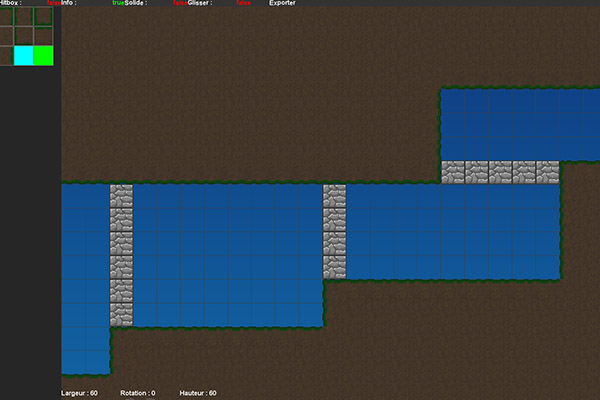 Hitbox : false Info : true Solide : false Glisser : false Exporter
Largeur : 60 Rotation : 0 Hauteur : 60